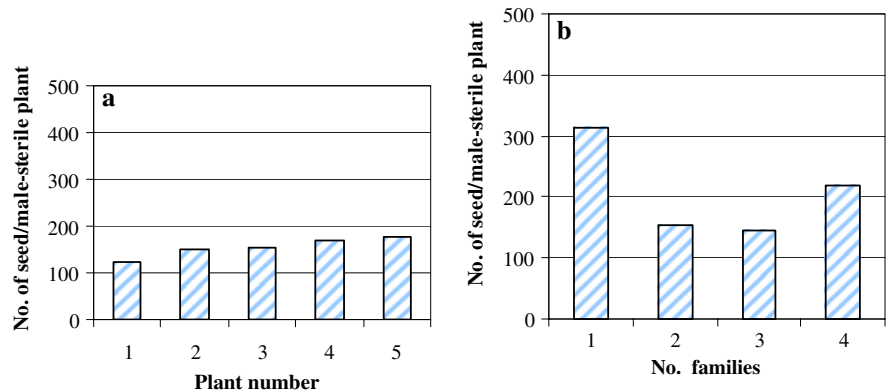 a
No. of seed/male-sterile plant
500
400
300
200
100
0
1 2 3 4 5
Plant number
b
No. of seed/male-sterile plant
500
400
300
200
100
0
1 2 3 4
No. families